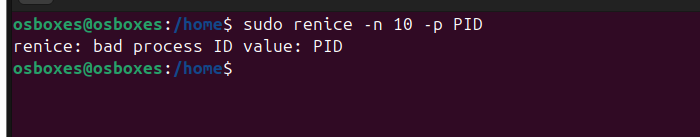 osboxes@osboxes:/home$ sudo renice -n 10 -p PID
renice: bad process ID value: PID
osboxes@osboxes:/home$